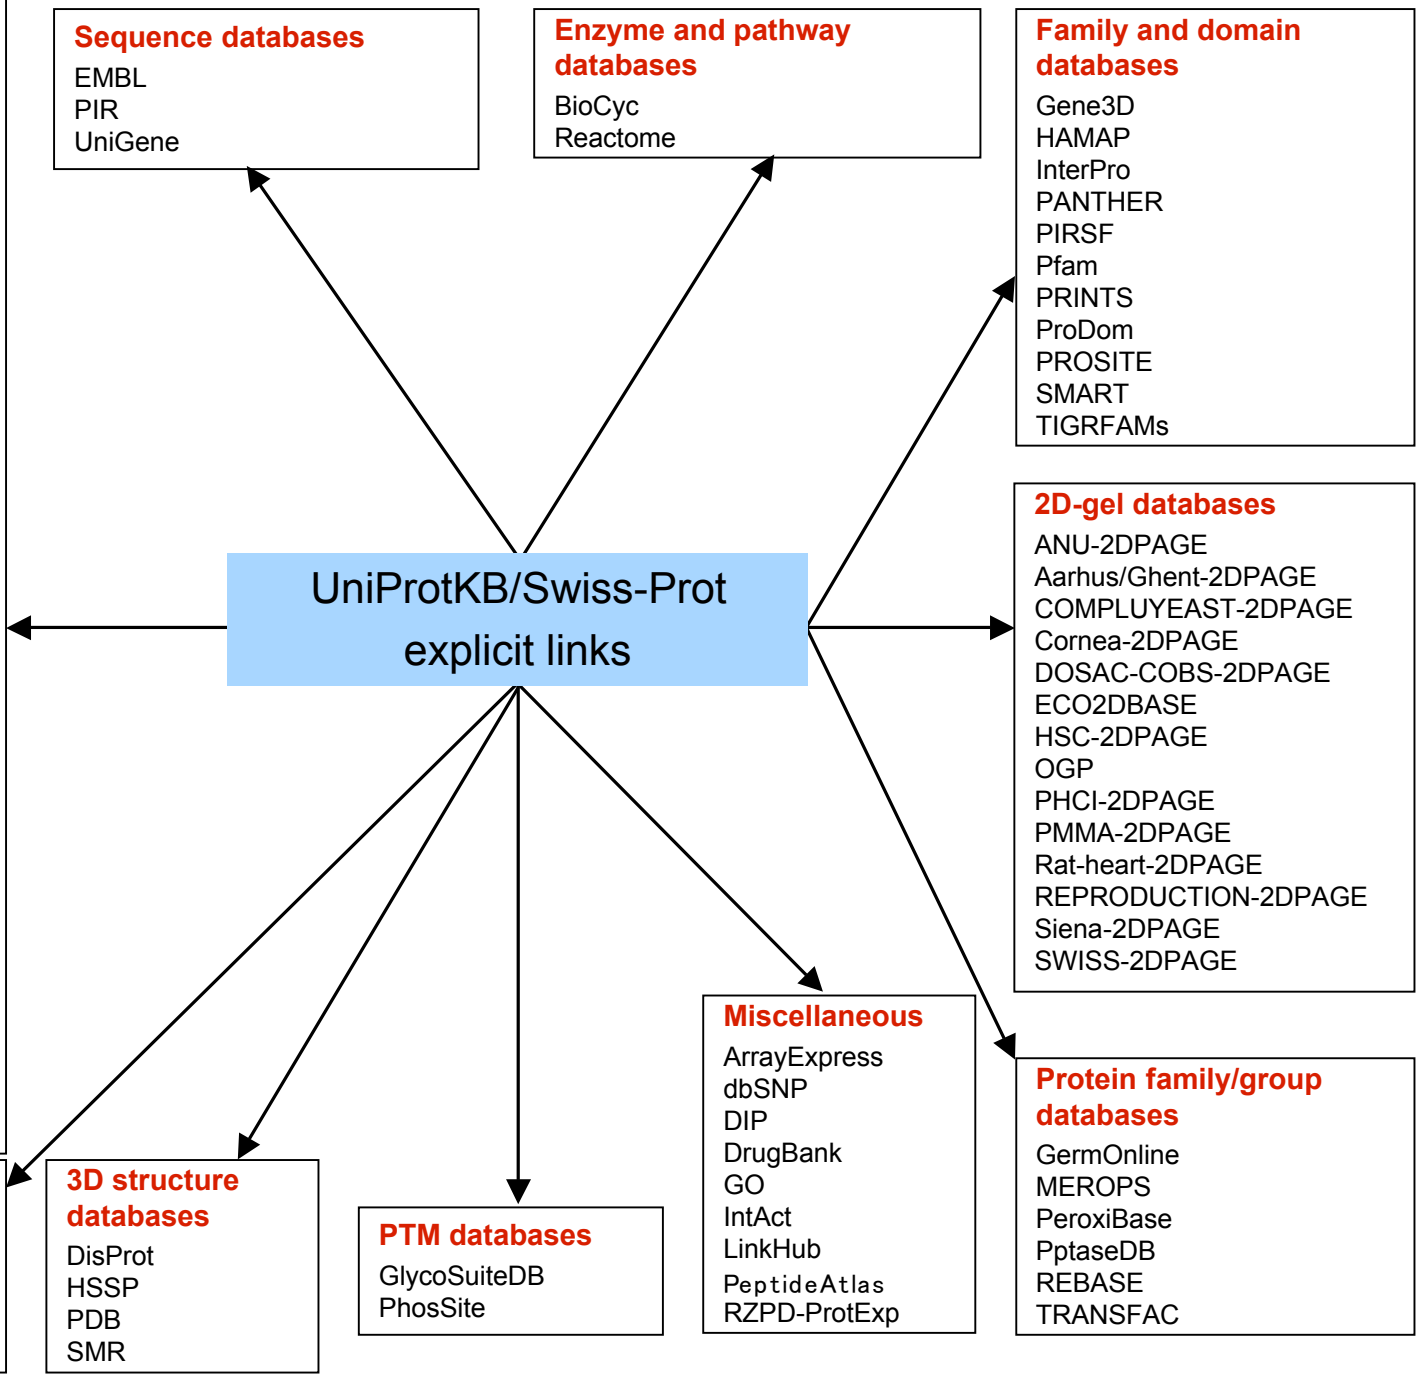 Sequence databases
EMBL
PIR
UniGene
Enzyme and pathway
databases
BioCyc
Reactome
Family and domain
databases
Gene3D
HAMAP
InterPro
PANTHER
PIRSF
Pfam
PRINTS
ProDom
PROSITE
SMART
TIGRFAMs
UniProtKB/Swiss-Prot
explicit links
2D-gel databases
ANU-2DPAGE
Aarhus/Ghent-2DPAGE
COMPLUYEAST-2DPAGE
Cornea-2DPAGE
DOSAC-COBS-2DPAGE
ECO2DBASE
HSC-2DPAGE
OGP
PHCI-2DPAGE
PMMA-2DPAGE
Rat-heart-2DPAGE
REPRODUCTION-2DPAGE
Siena-2DPAGE
SWISS-2DPAGE
3D structure
databases
DisProt
HSSP
PDB
SMR
PTM databases
GlycoSuiteDB
PhosSite
Miscellaneous
ArrayExpress
dbSNP
DIP
DrugBank
GO
IntAct
LinkHub
PeptideAtlas
RZPD-ProtExp
Protein family/group
databases
GermOnline
MEROPS
PeroxiBase
PptaseDB
REBASE
TRANSFAC